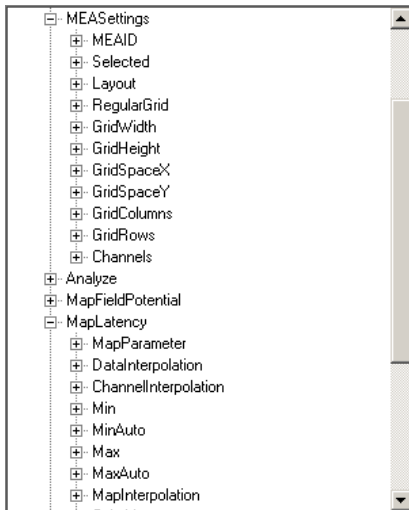 MEASettings
MEAID
Selected
Layout
RegularGrid
GridWidth
GridHeight
GridSpaceX
GridSpaceY
GridColumns
GridRows
Channels
Analyze
MapFieldPotential
MapLatency
MapParameter
DataInterpolation
ChannelInterpolation
Min
MinAuto
Max
MaxAuto
MapInterpolation